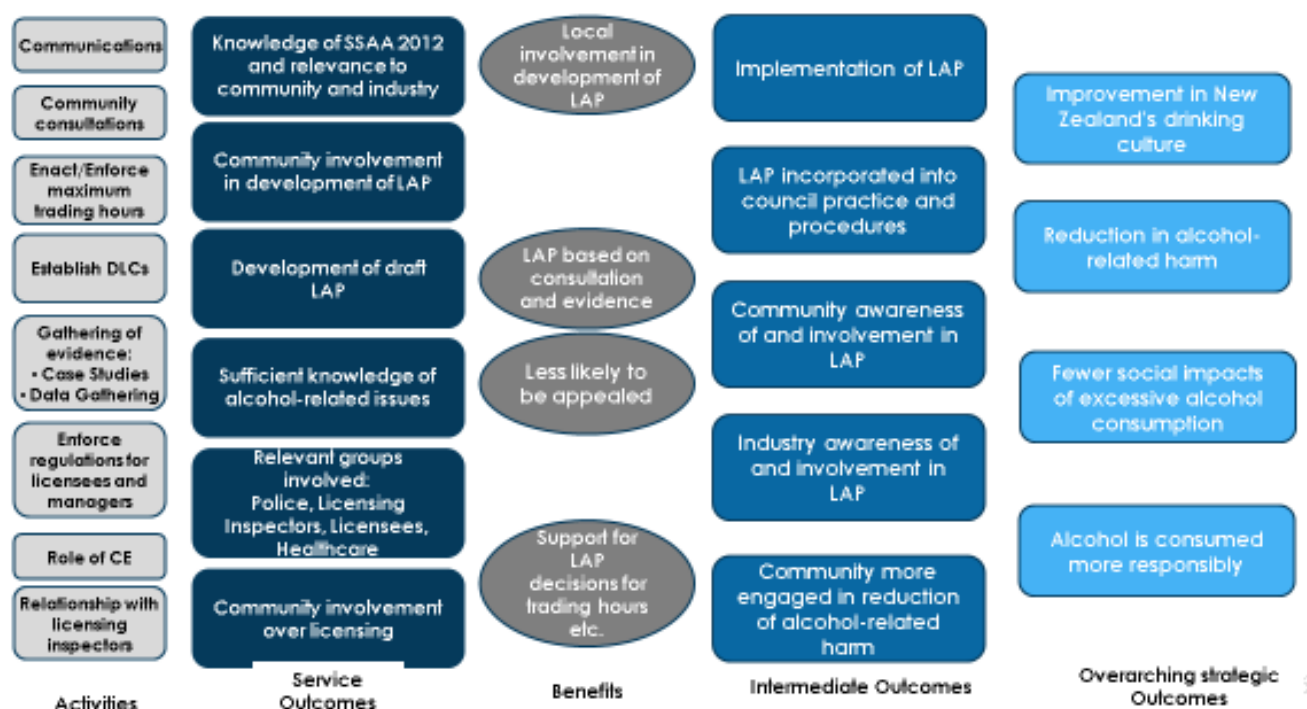 Communications
Community
consultations
Enact/Enforce
maximum
trading hours
Establish DLCs
Gathering of
evidence:
• Case Studies
• Data Gathering
Enforce
regulations for
licensees and
managers
Role of CE
Relationship with
licensing
inspectors
Activities
Knowledge of SSAA 2012
and relevance to
community and industry
Community involvement
in development of LAP
Development of draft
LAP
Sufficient knowledge of
alcohol-related issues
Relevant groups
involved:
Police, Licensing
Inspectors, Licensees,
Healthcare
Community involvement
over licensing
Service
Outcomes
Local
involvement in
development of
LAP
LAP based on
consultation
and evidence
Less likely to
be appealed
Support for
LAP
decisions for
trading hours
etc.
Benefits
Implementation of LAP
LAP incorporated into
council practice and
procedures
Community awareness
of and involvement in
LAP
Industry awareness of
and involvement in
LAP
Community more
engaged in reduction
of alcohol-related
harm
Intermediate Outcomes
Improvement in New
Zealand's drinking
culture
Reduction in alcohol-
related harm
Fewer social impacts
of excessive alcohol
consumption
Alcohol is consumed
more responsibly
Overarching strategic
Outcomes